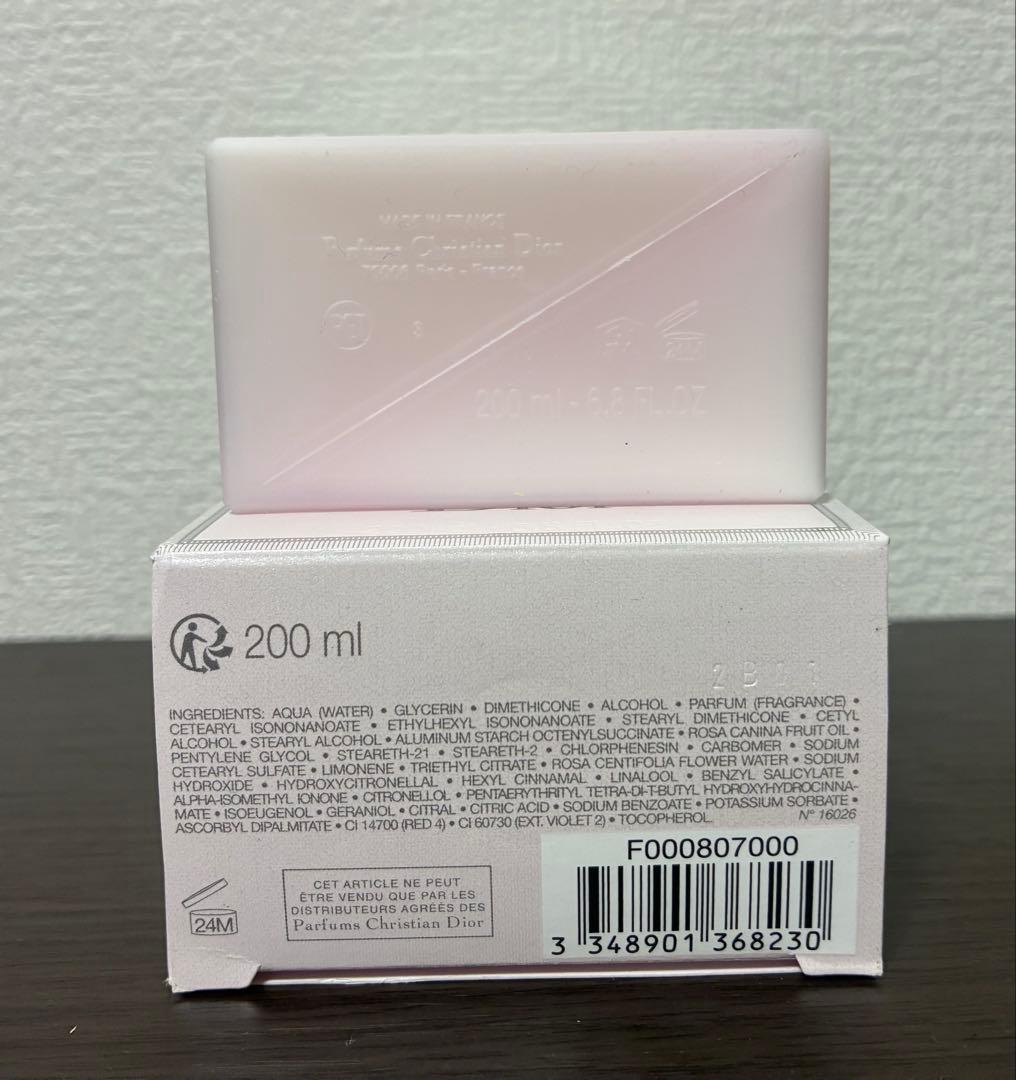 MADE IN FRANCE
Parfums Christian Dior
Paris - France
PET 3
24M
200 ml - 6.8 FL.OZ
200 ml
2B
INGREDIENTS: AQUA (WATER) • GLYCERIN • DIMETHICONE • ALCOHOL • PARFUM (FRAGRANCE) •
CETEARYL ISONONANOATE • ETHYLHEXYL ISONONANOATE • STEARYL DIMETHICONE • CETYL
ALCOHOL • STEARYL ALCOHOL • ALUMINUM STARCH OCTENYLSUCCINATE • ROSA CANINA FRUIT OIL •
PENTYLENE GLYCOL • STEARETH-21 • STEARETH-2 • CHLORPHENESIN • CARBOMER • SODIUM
CETEARYL SULFATE • LIMONENE • TRIETHYL CITRATE • ROSA CENTIFOLIA FLOWER WATER • SODIUM
HYDROXIDE • HYDROXYCITRONELLAL • HEXYL CINNAMAL • LINALOOL • BENZYL SALICYLATE •
ALPHA-ISOMETHYL IONONE • CITRONELLOL • PENTAERYTHRITYL TETRA-DI-T-BUTYL HYDROXYHYDROCINNA-
MATE • ISOEUGENOL • GERANIOL • CITRAL • CITRIC ACID • SODIUM BENZOATE • POTASSIUM SORBATE •
ASCORBYL DIPALMITATE • CI 14700 (RED 4) • CI 60730 (EXT. VIOLET 2) • TOCOPHEROL. N° 16026
24M
CET ARTICLE NE PEUT
ÊTRE VENDU QUE PAR LES
DISTRIBUTEURS AGRÉÉS DES
Parfums Christian Dior
F000807000
3 348901 368230